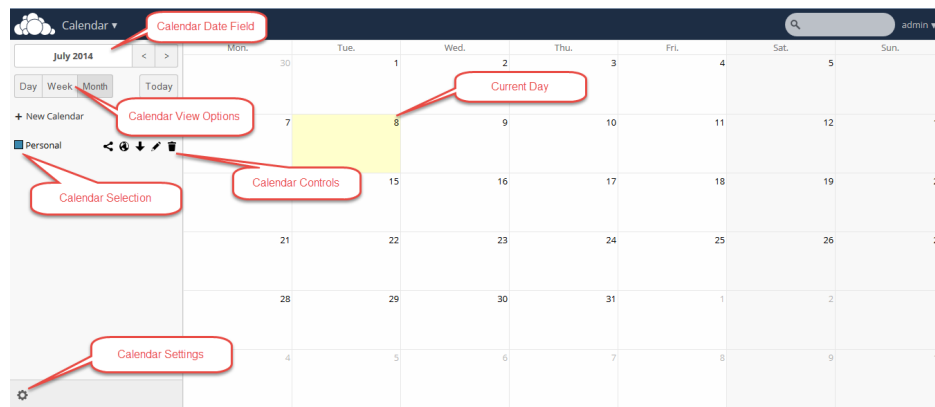 Calendar ▾
admin ▾
Calendar Date Field
July 2014 < >
Day Week Month Today
+ New Calendar
Personal
Calendar View Options
Calendar Controls
Calendar Selection
Calendar Settings
Current Day
Mon. Tue. Wed. Thu. Fri. Sat. Sun.
30 1 2 3 4 5
7 8 9 10 11 12
15 16 17 18 19
21 22 23 24 25 26
28 29 30 31 1 2
4 5 6 7 8 9